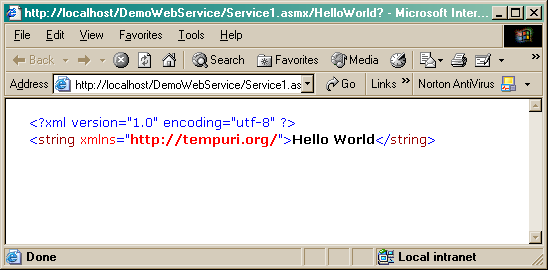 http://localhost/DemoWebService/Service1.asmx/HelloWorld? - Microsoft Inter...
File Edit View Favorites Tools Help
Back Search Favorites Media
Address http://localhost/DemoWebService/Service1.as Go Links Norton AntiVirus
<?xml version="1.0" encoding="utf-8" ?>
<string xmlns="http://tempuri.org/">Hello World</string>
Done Local intranet